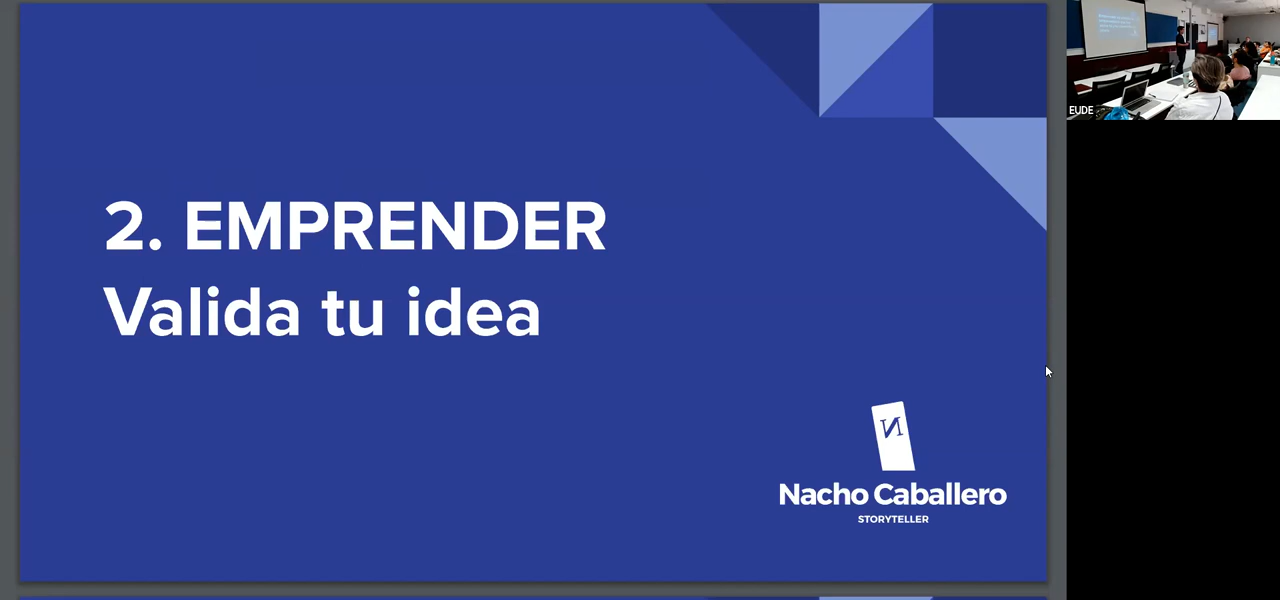 2. EMPRENDER
Valida tu idea
Nacho Caballero
STORYTELLER
EUDE